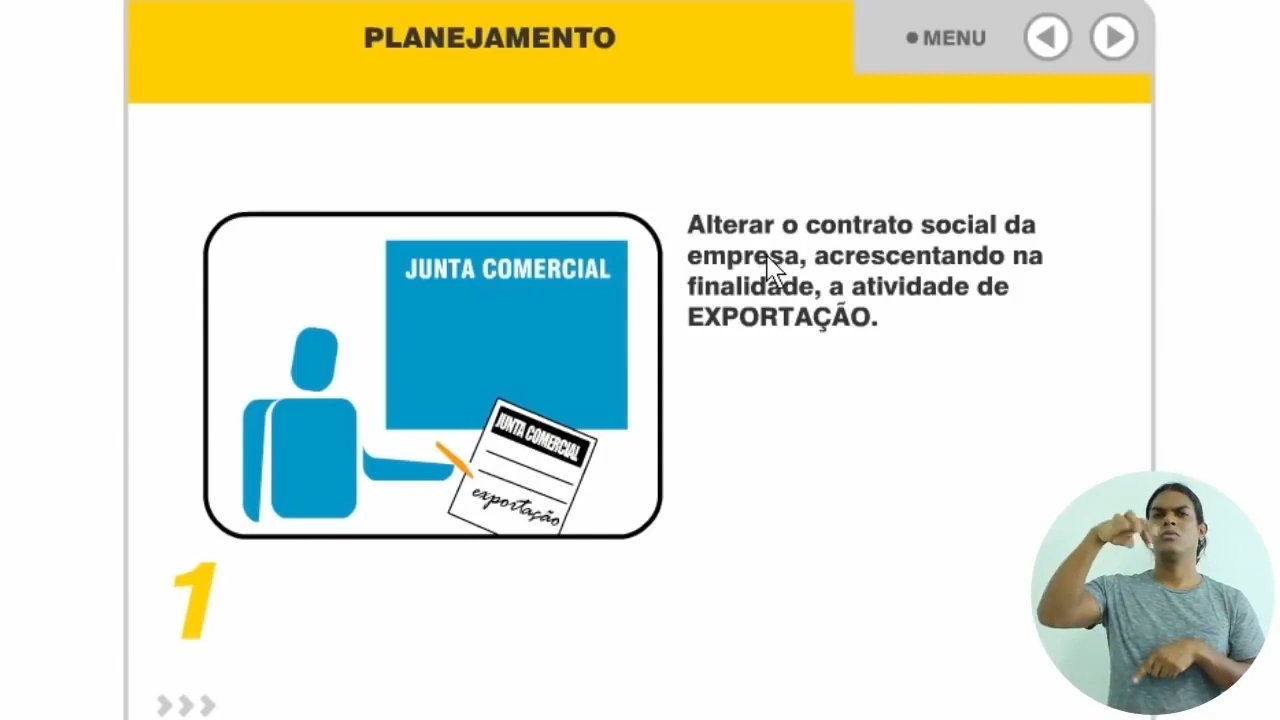 PLANEJAMENTO
• MENU
JUNTA COMERCIAL
JUNTA COMERCIAL
exportação
Alterar o contrato social da
empresa, acrescentando na
finalidade, a atividade de
EXPORTAÇÃO.
1